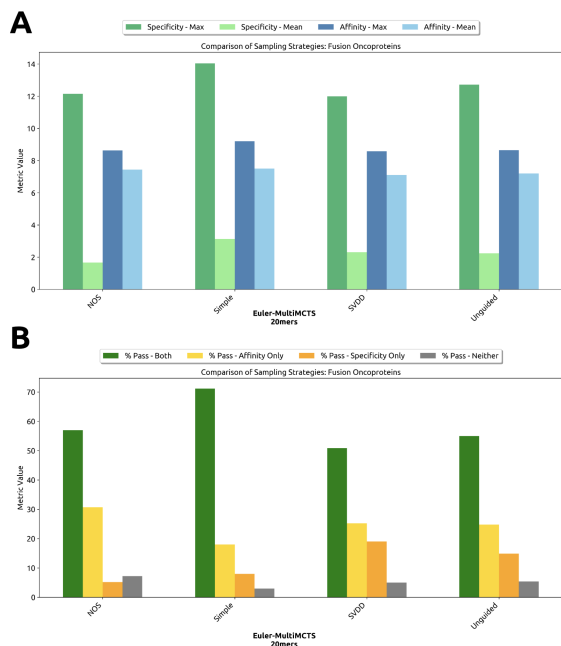 A
Specificity - Max Specificity - Mean Affinity - Max Affinity - Mean
Comparison of Sampling Strategies: Fusion Oncoproteins
14
12
10
8
6
4
2
0
Metric Value
NOS Simple SVDD Unguided
Euler-MultiMCTS
20mers
B
% Pass - Both % Pass - Affinity Only % Pass - Specificity Only % Pass - Neither
Comparison of Sampling Strategies: Fusion Oncoproteins
70
60
50
40
30
20
10
0
Metric Value
NOS Simple SVDD Unguided
Euler-MultiMCTS
20mers